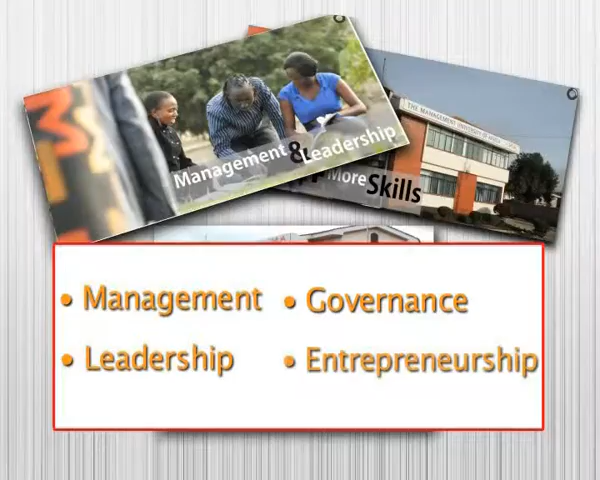 Management & Leadership
More Skills
THE MANAGEMENT UNIVERSITY OF AFRICA
• Management
• Governance
• Leadership
• Entrepreneurship